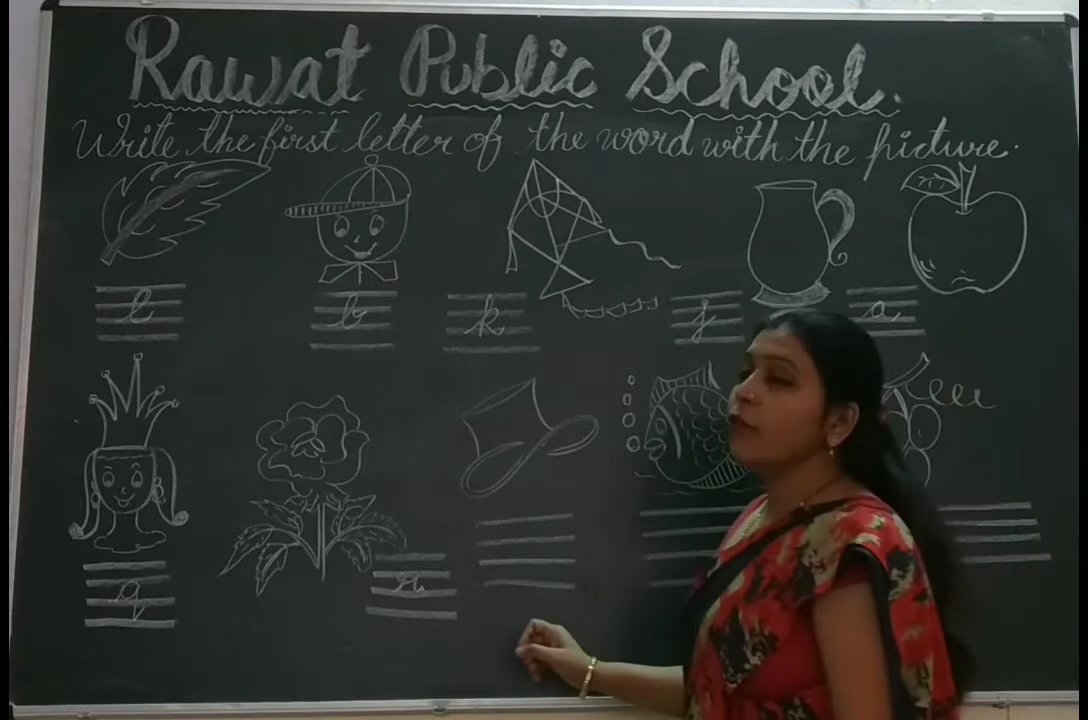 Rawat Public School.
Write the first letter of the word with the picture.
l b k j a
q r